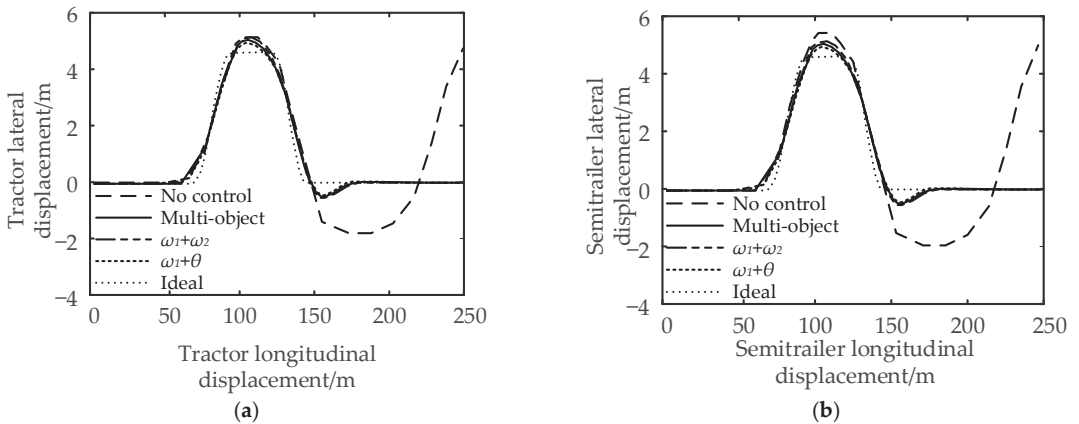 6
4
2
0
−2
−4
Tractor lateral
displacement/m
No control
Multi-object
ω1+ω2
ω1+θ
Ideal
0 50 100 150 200 250
Tractor longitudinal
displacement/m
(a)
6
4
2
0
−2
−4
Semitrailer lateral
displacement/m
No control
Multi-object
ω1+ω2
ω1+θ
Ideal
0 50 100 150 200 250
Semitrailer longitudinal
displacement/m
(b)